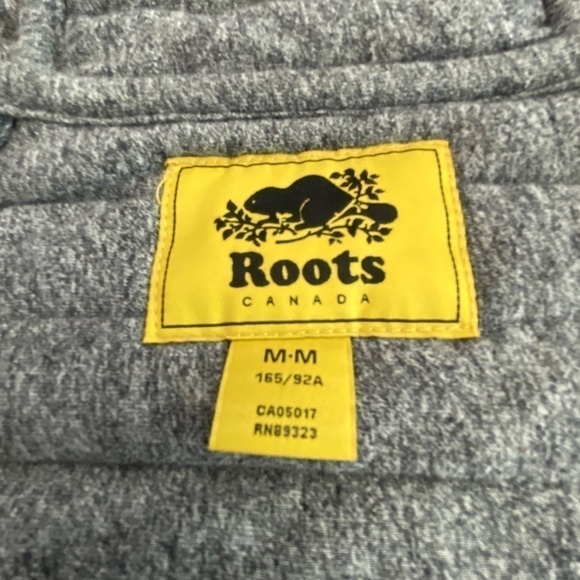 Roots
CANADA
M·M
165/92A
CA05017
RN89323